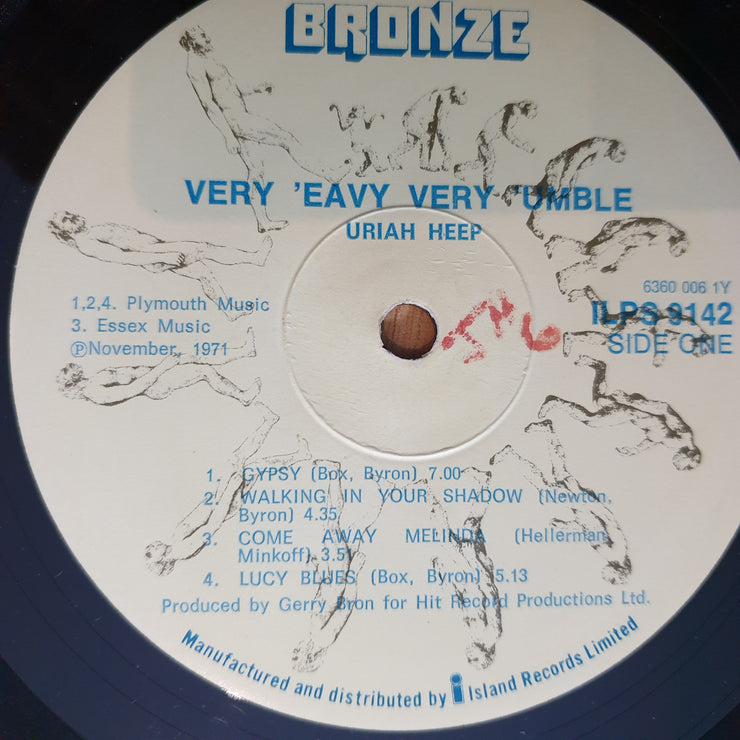 BRONZE
VERY 'EAVY VERY 'UMBLE
URIAH HEEP
1,2,4. Plymouth Music
3. Essex Music
Ⓟ November, 1971
6360 006 1Y
ILPS 9142
SIDE ONE
1. GYPSY (Box, Byron) 7.00
2. WALKING IN YOUR SHADOW (Newton,
Byron) 4.35
3. COME AWAY MELINDA (Hellerman,
Minkoff) 3.51
4. LUCY BLUES (Box, Byron) 5.13
Produced by Gerry Bron for Hit Record Productions Ltd.
Manufactured and distributed by i Island Records Limited